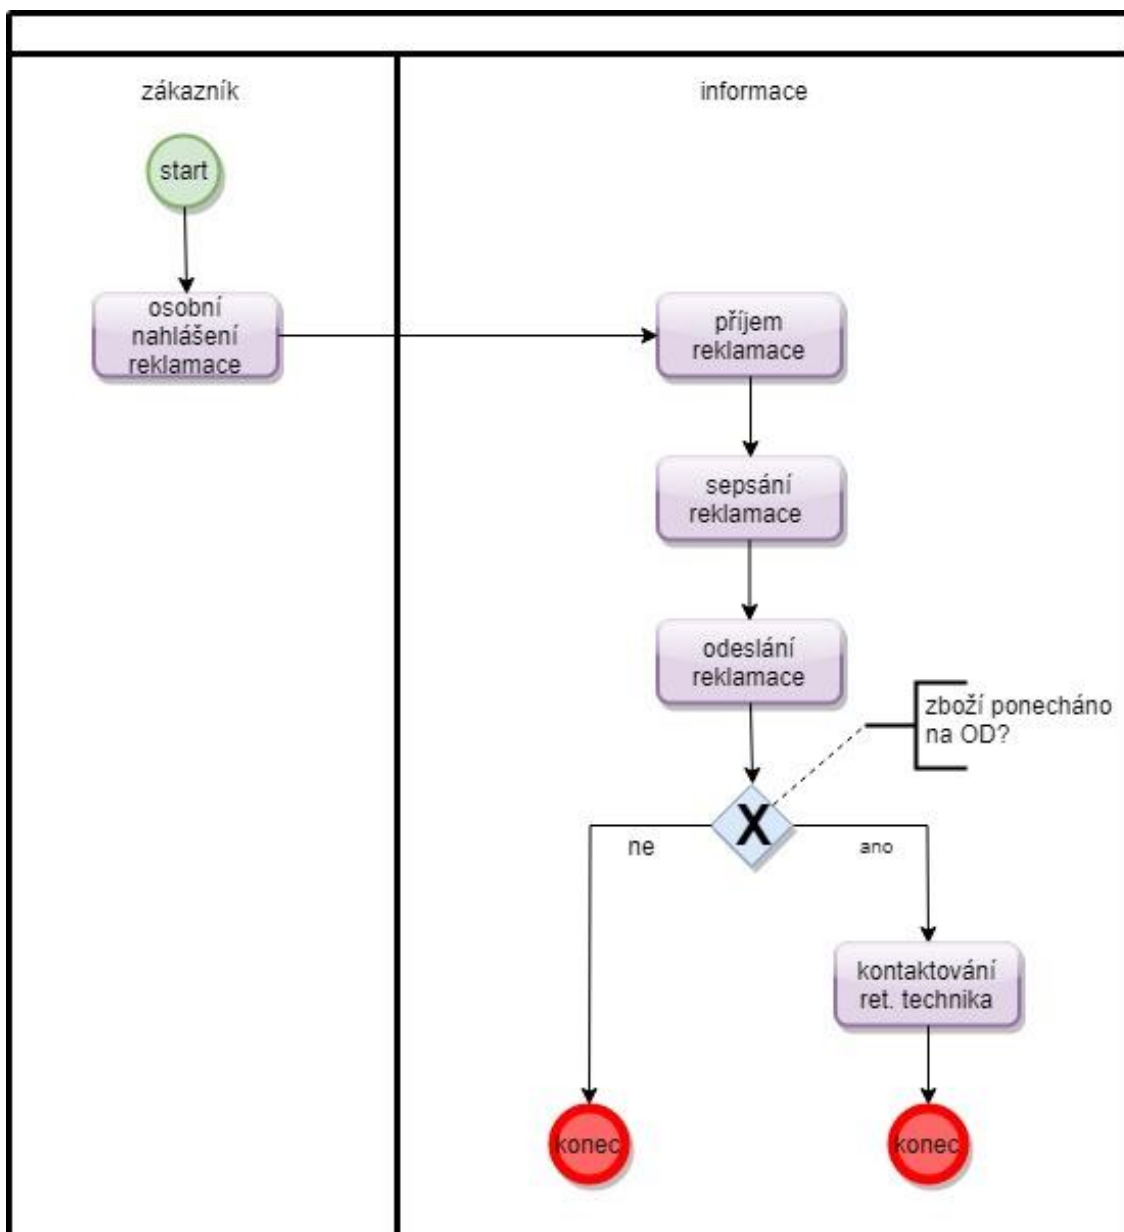 zákazník
informace
start
osobní
nahlášení
reklamace
příjem
reklamace
sepsání
reklamace
odeslání
reklamace
zboží ponecháno
na OD?
X
ne
ano
kontaktování
ret. technika
konec
konec